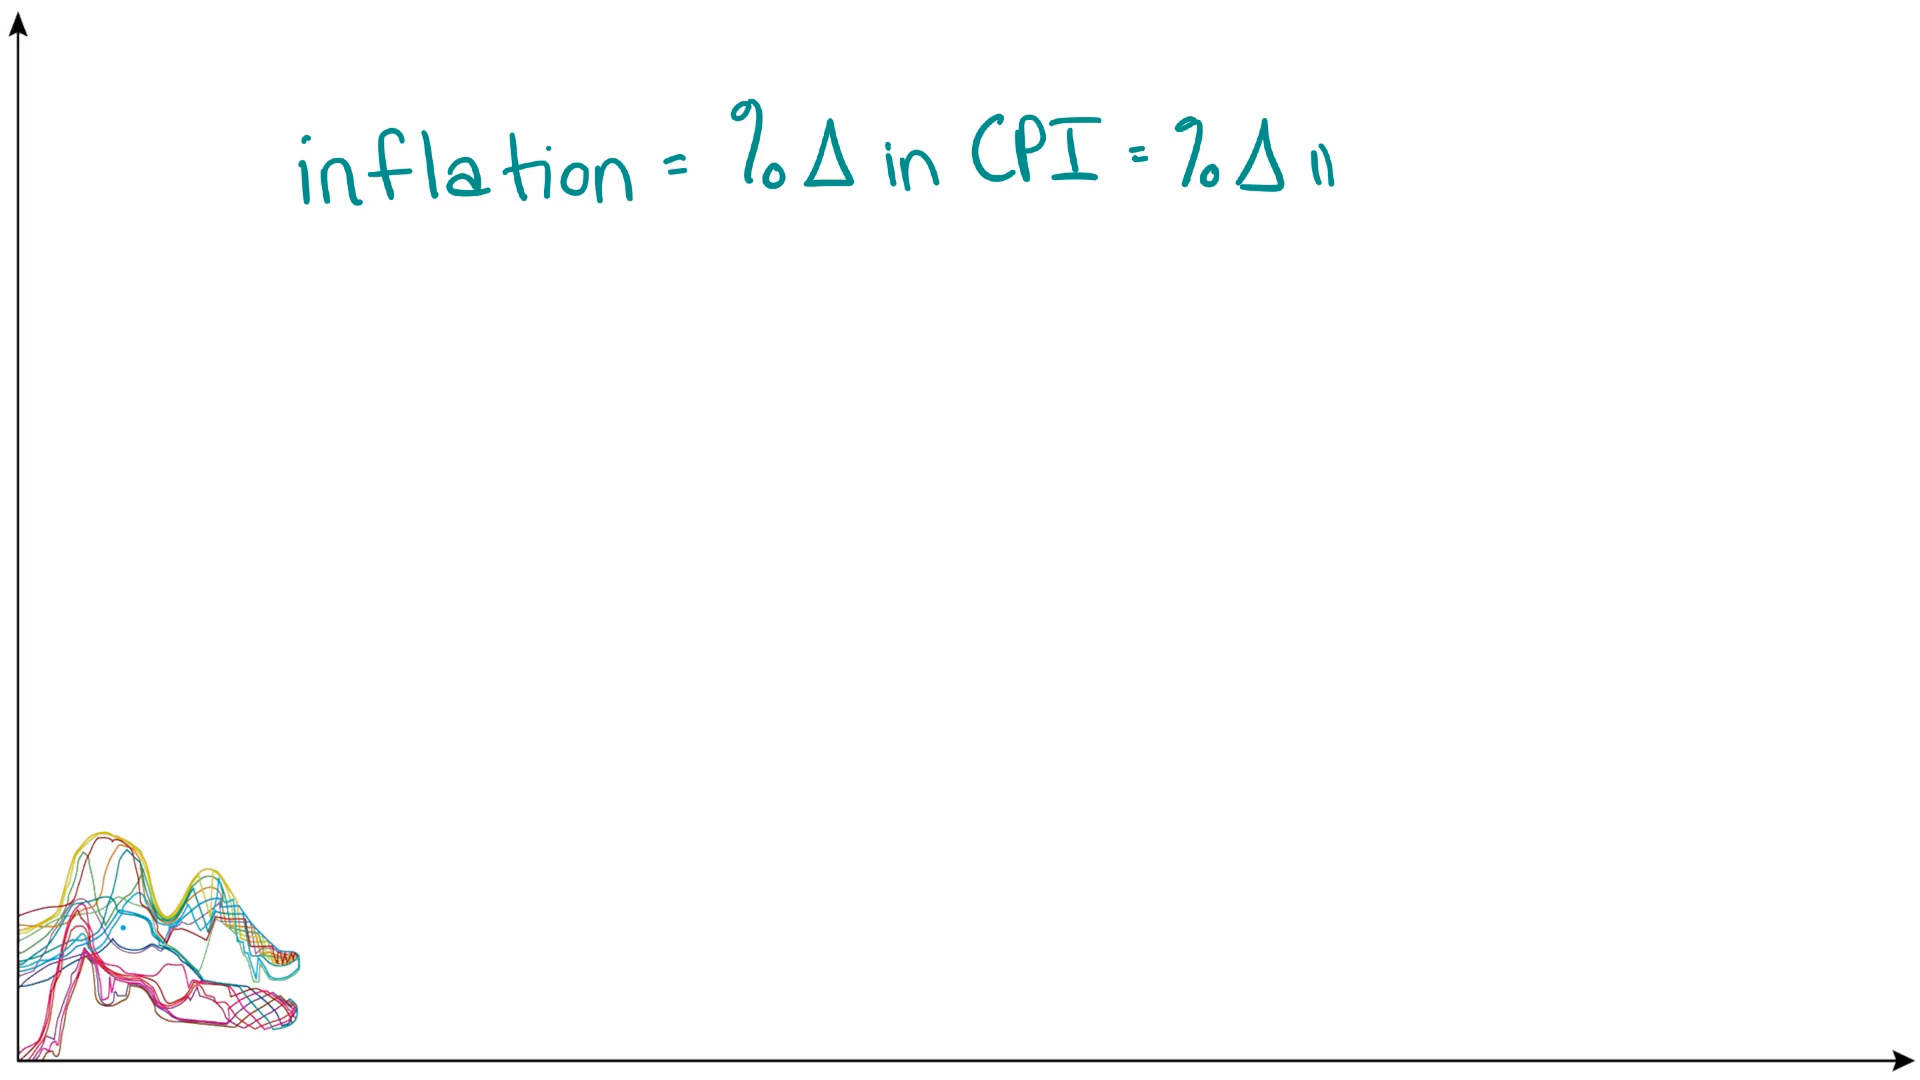 inflation = % Δ in CPI = % Δ